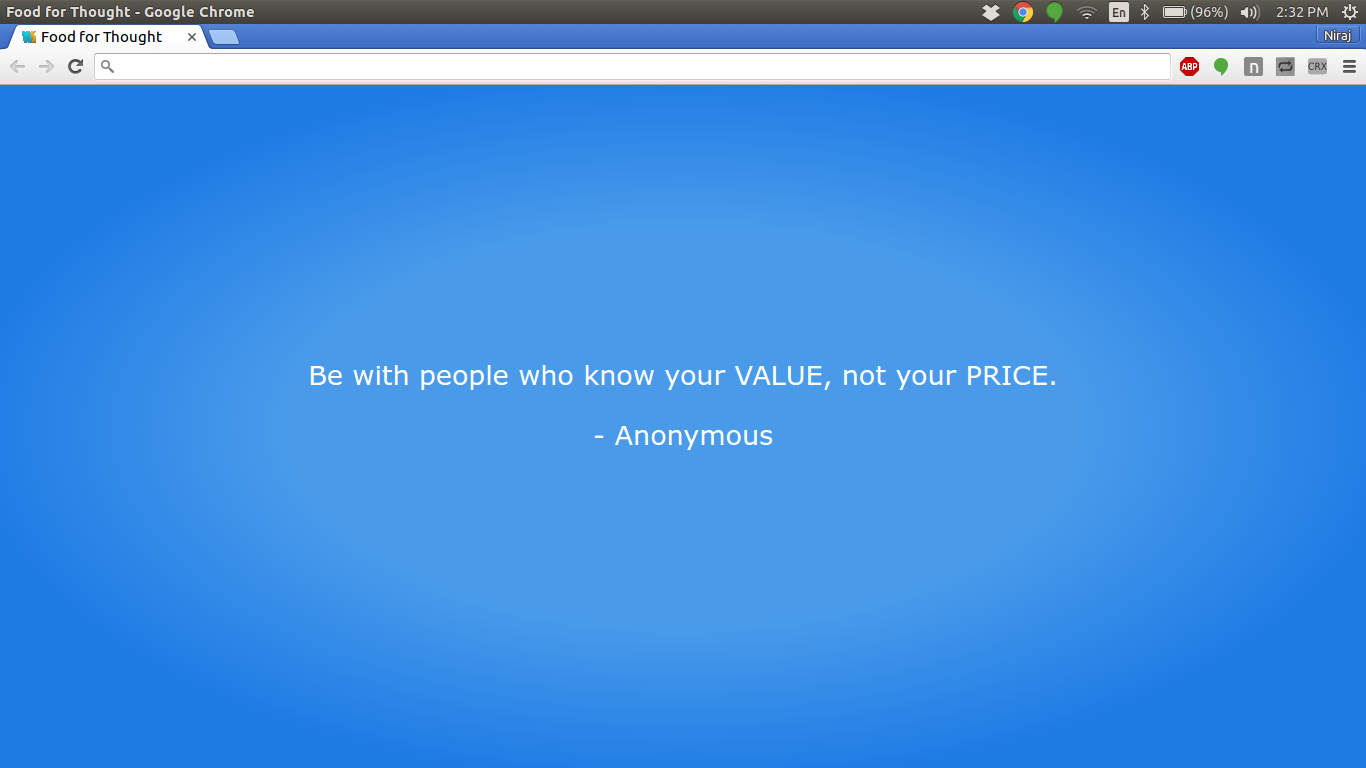 Food for Thought - Google Chrome
En
(96%)
2:32 PM
Food for Thought
Niraj
ABP
n
CRX
Be with people who know your VALUE, not your PRICE.
- Anonymous